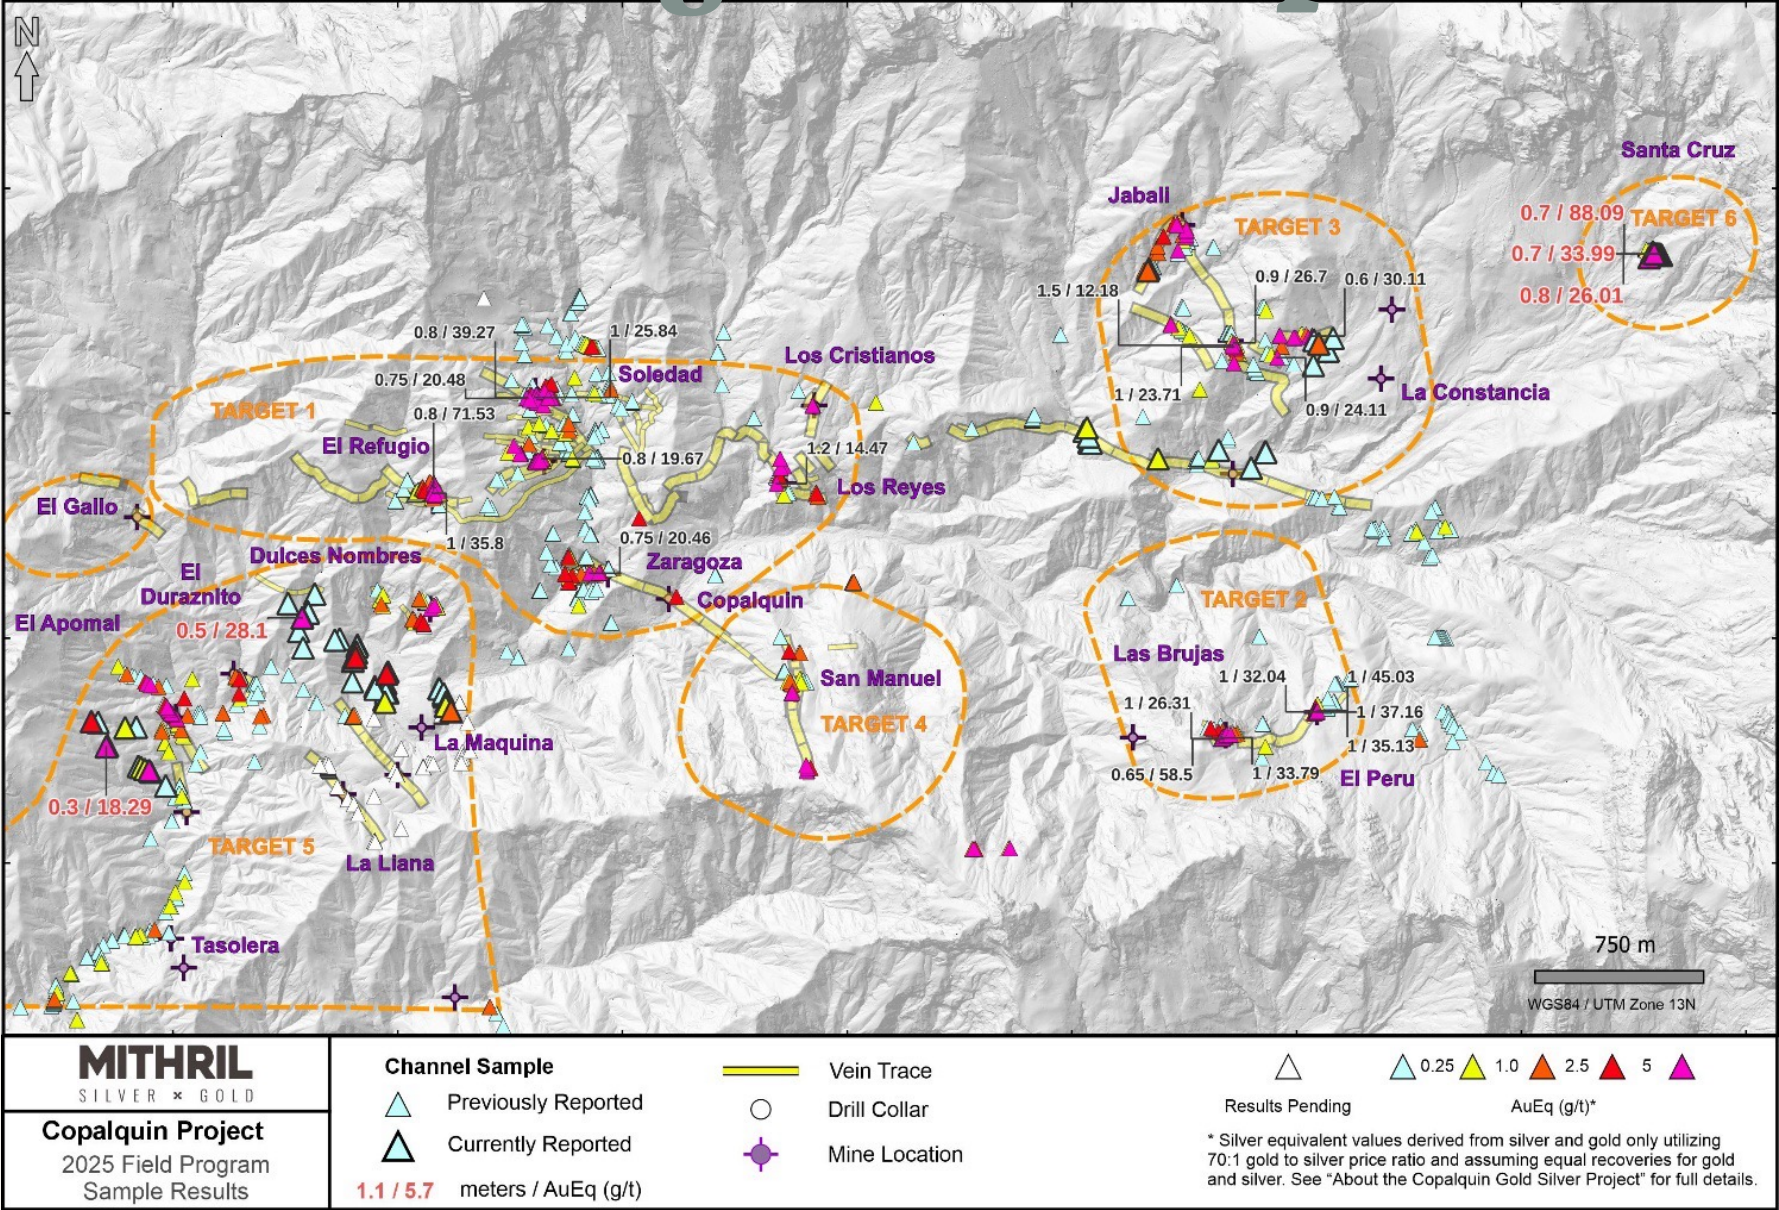 N
Santa Cruz
Jabali
0.7 / 88.09
TARGET 6
TARGET 3
0.7 / 33.99
0.9 / 26.7
0.6 / 30.11
1.5 / 12.18
0.8 / 26.01
0.8 / 39.27
1 / 25.84
Los Cristianos
0.75 / 20.48
Soledad
1 / 23.71
La Constancia
0.9 / 24.11
TARGET 1
0.8 / 71.53
El Refugio
0.8 / 19.67
1.2 / 14.47
Los Reyes
El Gallo
1 / 35.8
0.75 / 20.46
Dulces Nombres
Zaragoza
El
Duraznito
Copalquin
TARGET 2
El Apomal
0.5 / 28.1
Las Brujas
San Manuel
1 / 32.04
1 / 45.03
1 / 26.31
1 / 37.16
TARGET 4
La Maquina
1 / 35.13
0.65 / 58.5
1 / 33.79
El Peru
0.3 / 18.29
TARGET 5
La Liana
Tasolera
750 m
WGS84 / UTM Zone 13N
MITHRIL
SILVER × GOLD
Copalquin Project
2025 Field Program
Sample Results
Channel Sample
Previously Reported
Currently Reported
1.1 / 5.7 meters / AuEq (g/t)
Vein Trace
Drill Collar
Mine Location
0.25 1.0 2.5 5
Results Pending
AuEq (g/t)*
* Silver equivalent values derived from silver and gold only utilizing
70:1 gold to silver price ratio and assuming equal recoveries for gold
and silver. See “About the Copalquin Gold Silver Project” for full details.